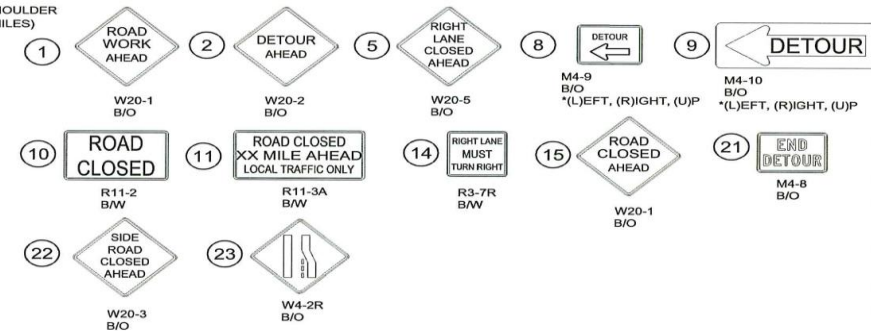 HOULDER
ILES)
1
ROAD
WORK
AHEAD
W20-1
B/O
2
DETOUR
AHEAD
W20-2
B/O
5
RIGHT
LANE
CLOSED
AHEAD
W20-5
B/O
8
DETOUR
M4-9
B/O
*(L)EFT, (R)IGHT, (U)P
9
DETOUR
M4-10
B/O
*(L)EFT, (R)IGHT, (U)P
10
ROAD
CLOSED
R11-2
B/W
11
ROAD CLOSED
XX MILE AHEAD
LOCAL TRAFFIC ONLY
R11-3A
B/W
14
RIGHT LANE
MUST
TURN RIGHT
R3-7R
B/W
15
ROAD
CLOSED
AHEAD
W20-1
B/O
21
END
DETOUR
M4-8
B/O
22
SIDE
ROAD
CLOSED
AHEAD
W20-3
B/O
23
W4-2R
B/O